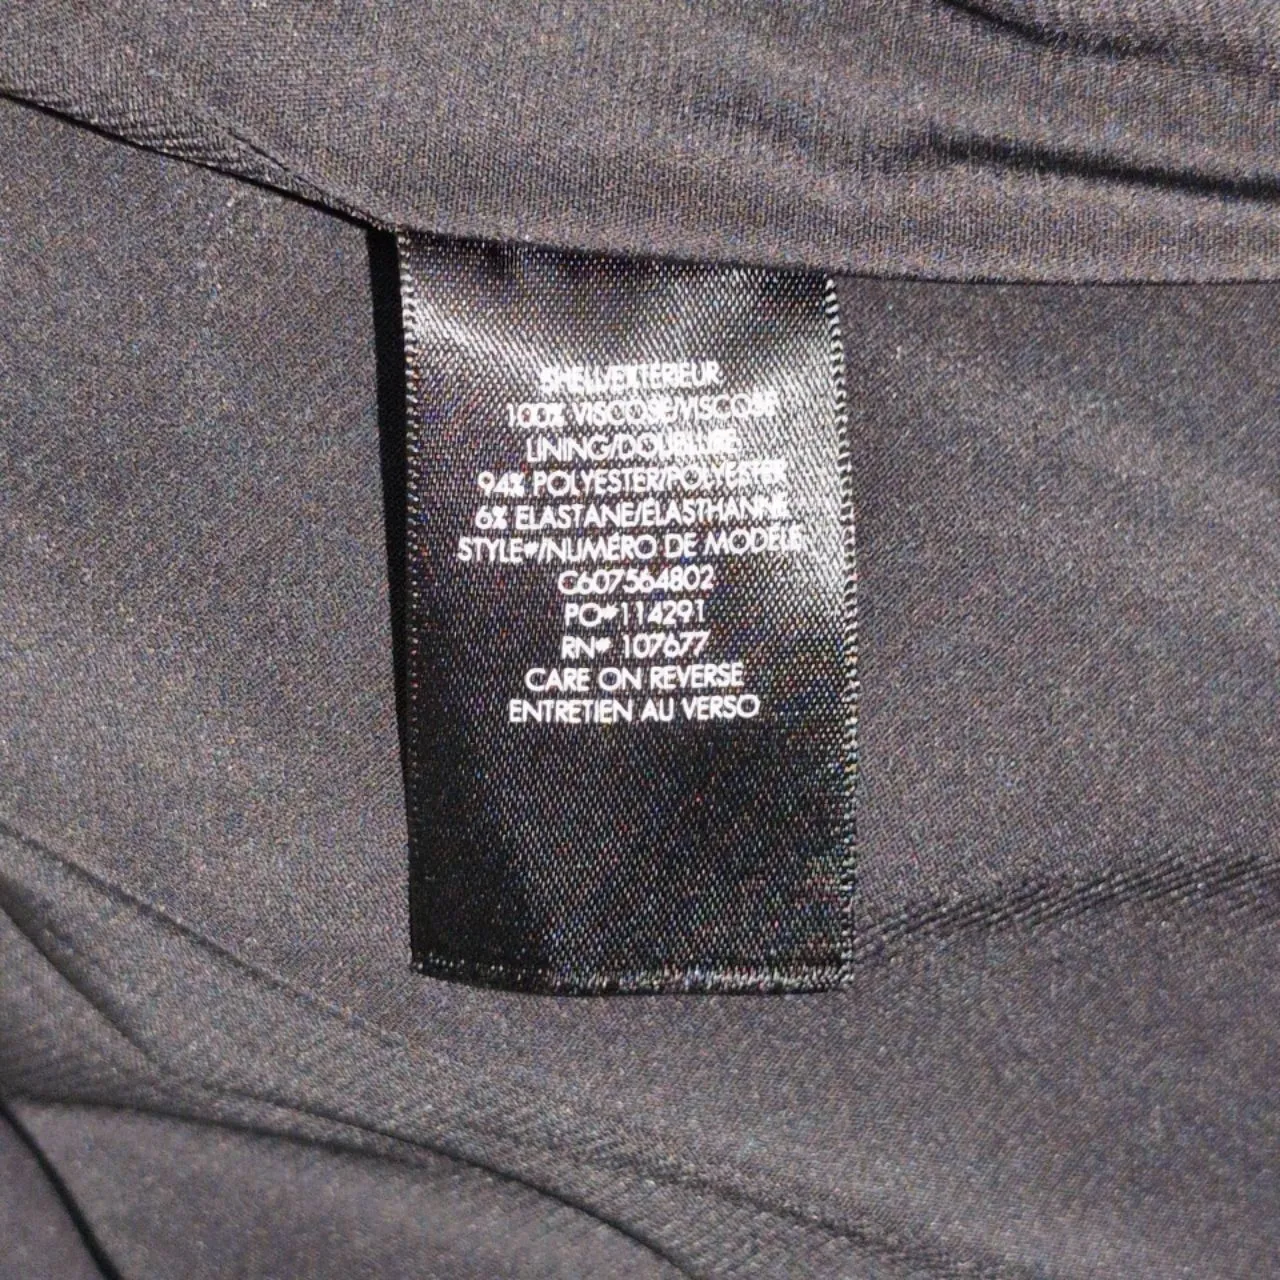 SHELL/EXTÉRIEUR
100% VISCOSE/VISCOSE
LINING/DOUBLURE
94% POLYESTER/POLYESTER
6% ELASTANE/ÉLASTHANNE
STYLE#/NUMÉRO DE MODÈLE
C607564802
PO#114291
RN# 107677
CARE ON REVERSE
ENTRETIEN AU VERSO